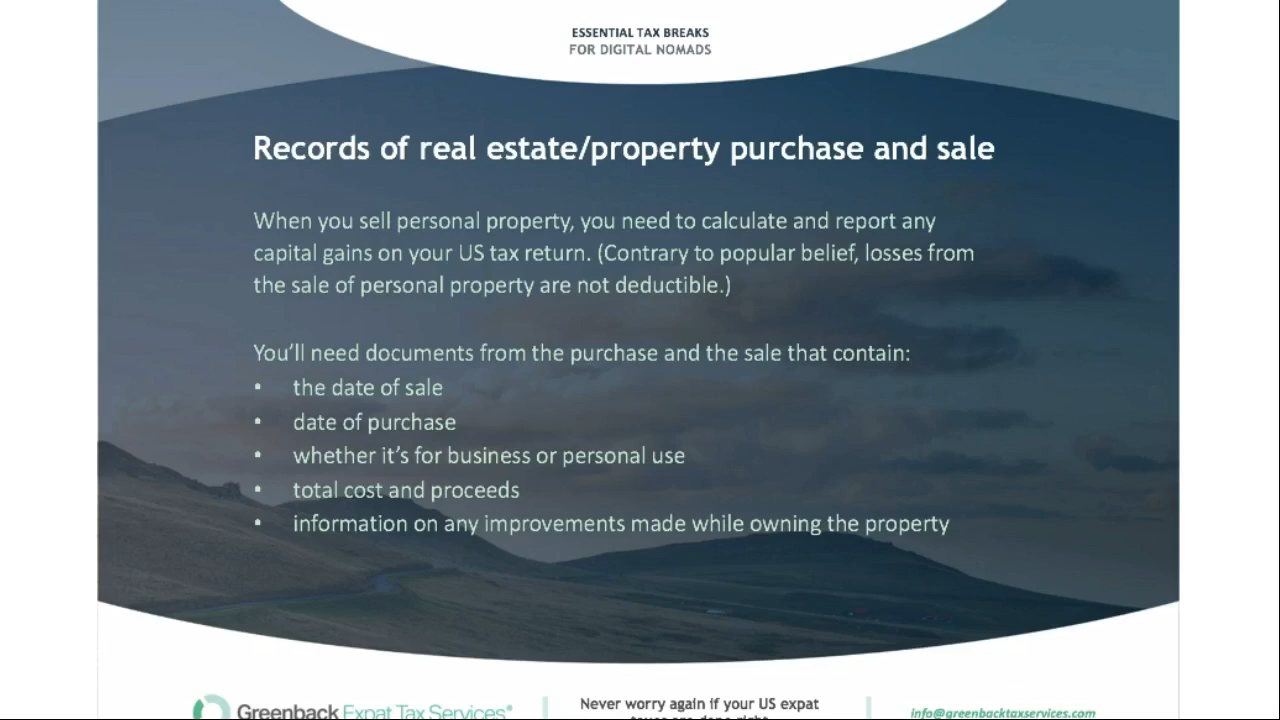 ESSENTIAL TAX BREAKS
FOR DIGITAL NOMADS
Records of real estate/property purchase and sale
When you sell personal property, you need to calculate and report any
capital gains on your US tax return. (Contrary to popular belief, losses from
the sale of personal property are not deductible.)
You’ll need documents from the purchase and the sale that contain:
• the date of sale
• date of purchase
• whether it’s for business or personal use
• total cost and proceeds
• information on any improvements made while owning the property
Greenback Expat Tax Services®
Never worry again if your US expat
taxes are done right
info@greenbacktaxservices.com